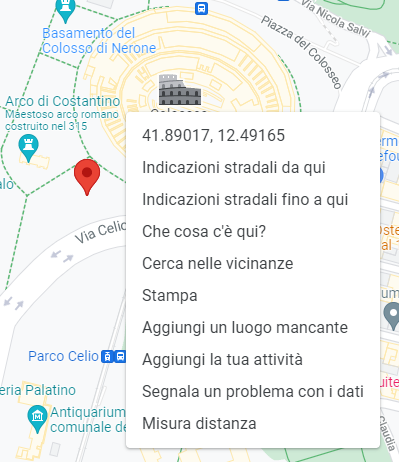 Via Nicola Salvi
Basamento del
Colosso di Nerone
Piazza del Colosseo
Arco di Costantino
Maestoso arco romano
costruito nel 315
Colosseo
41.89017, 12.49165
Indicazioni stradali da qui
Indicazioni stradali fino a qui
Via Celio
Che cosa c'è qui?
Cerca nelle vicinanze
Stampa
Aggiungi un luogo mancante
Parco Celio
Aggiungi la tua attività
Segnala un problema con i dati
eria Palatino
Antiquarium
comunale de
Misura distanza
Claudia